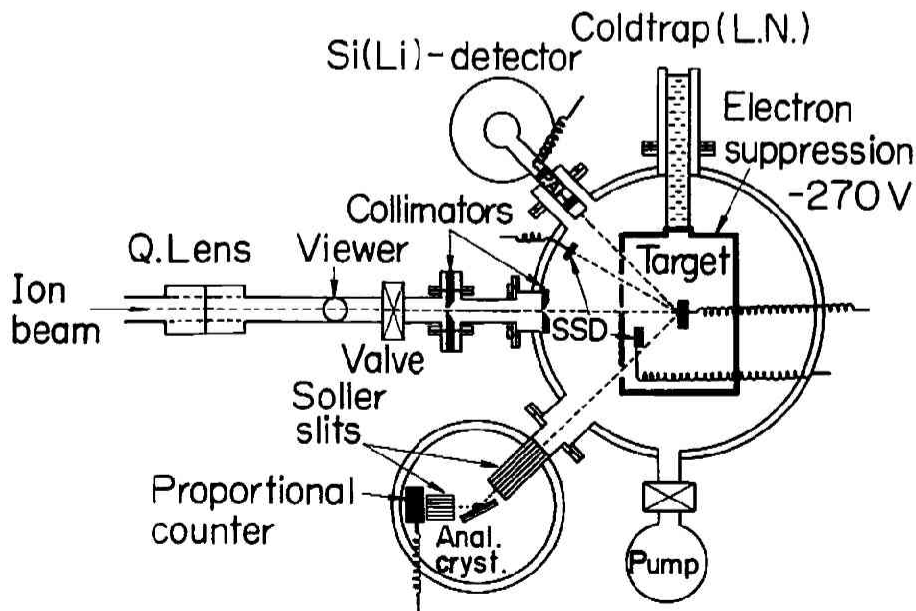 Coldtrap (L.N.)
Si(Li)-detector
Electron
suppression
-270V
Collimators
Q.Lens
Viewer
Target
Ion
beam
SSD
Valve
Soller
slits
Proportional
counter
Anal.
cryst.
Pump